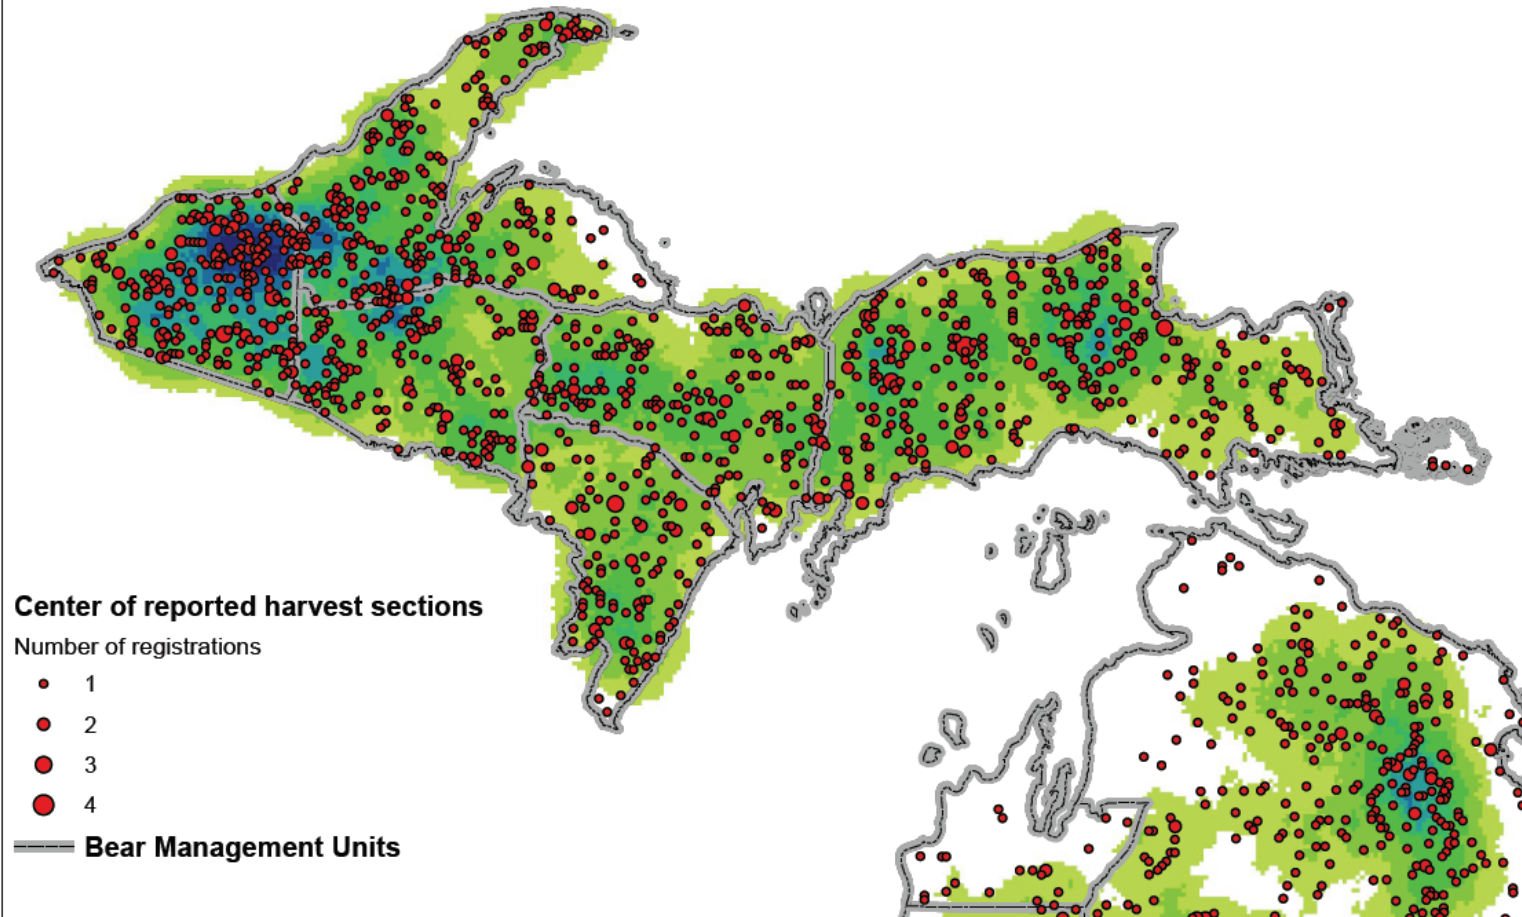 Center of reported harvest sections
Number of registrations
1
2
3
4
Bear Management Units